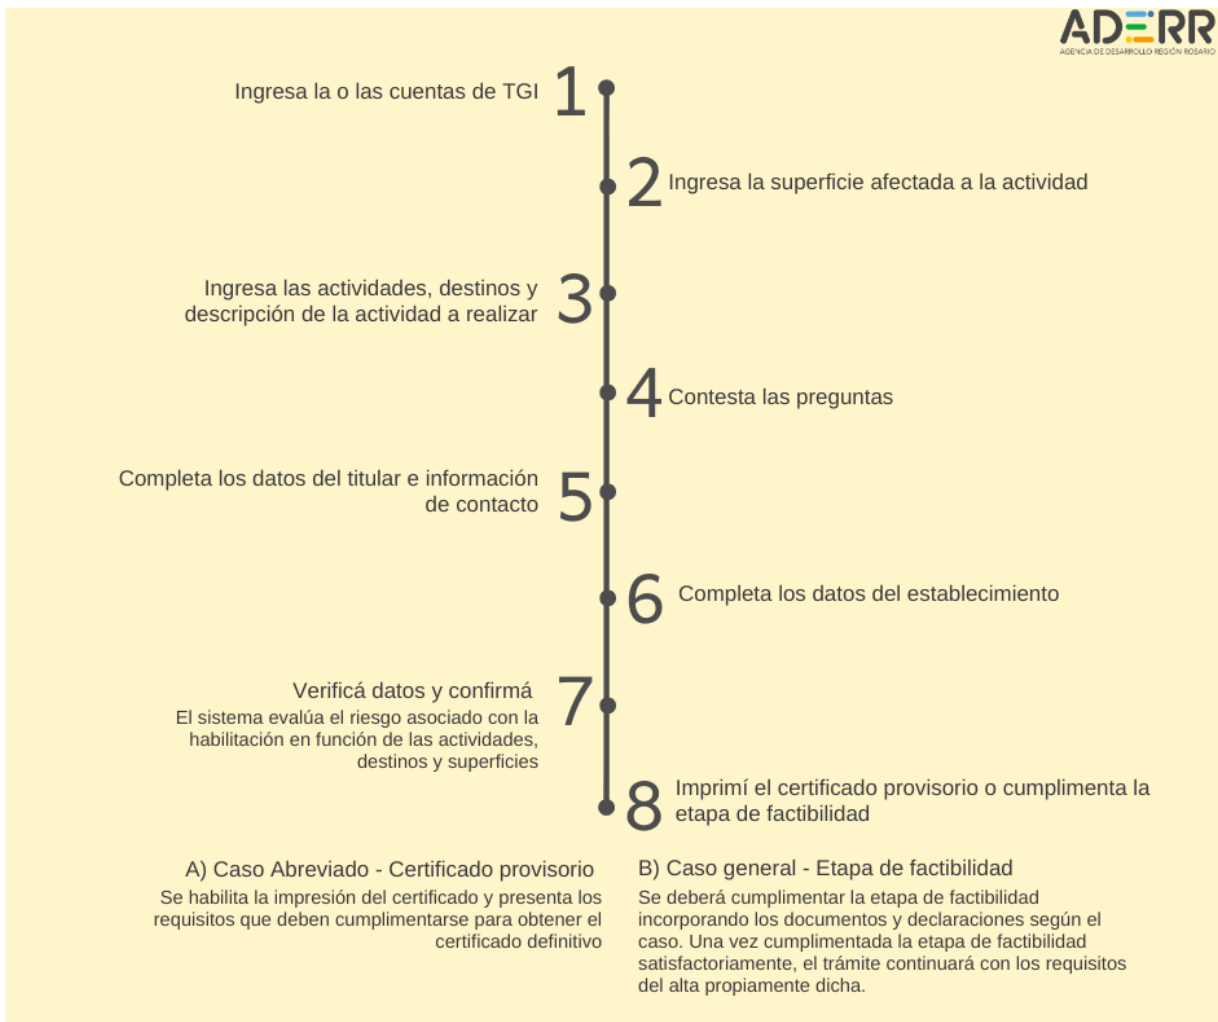 ADERR
AGENCIA DE DESARROLLO REGIÓN ROSARIO
Ingresa la o las cuentas de TGI
1
2
Ingresa la superficie afectada a la actividad
Ingresa las actividades, destinos y
descripción de la actividad a realizar
3
4
Contesta las preguntas
Completa los datos del titular e información
de contacto
5
6
Completa los datos del establecimiento
Verificá datos y confirmá
El sistema evalúa el riesgo asociado con la
habilitación en función de las actividades,
destinos y superficies
7
8
Imprimí el certificado provisorio o cumplimenta la
etapa de factibilidad
A) Caso Abreviado - Certificado provisorio
Se habilita la impresión del certificado y presenta los
requisitos que deben cumplimentarse para obtener el
certificado definitivo
B) Caso general - Etapa de factibilidad
Se deberá cumplimentar la etapa de factibilidad
incorporando los documentos y declaraciones según el
caso. Una vez cumplimentada la etapa de factibilidad
satisfactoriamente, el trámite continuará con los requisitos
del alta propiamente dicha.